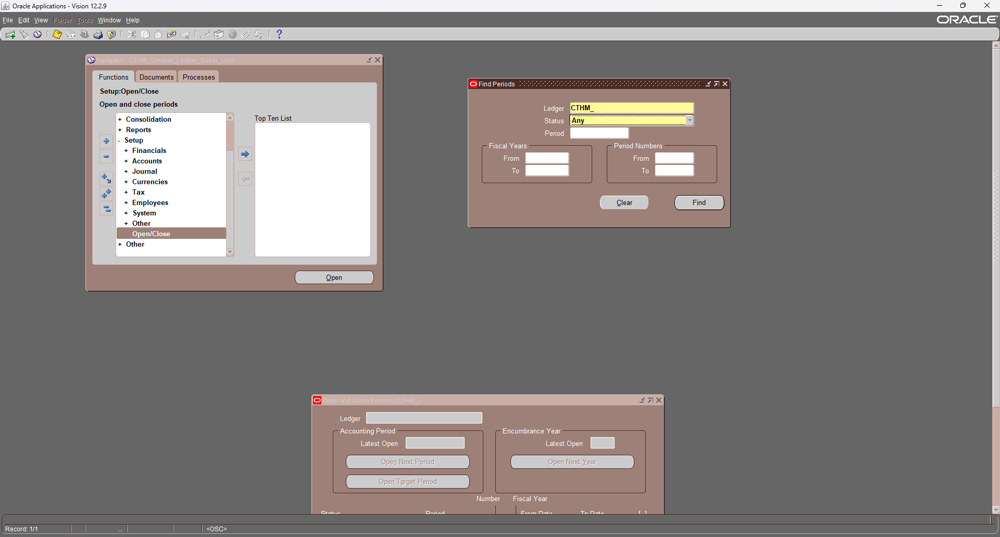 Oracle Applications - Vision 12.2.9
File Edit View Folder Tools Window Help
ORACLE
Navigator - CTHM_General_Ledger_Super_User
Functions Documents Processes
Setup:Open/Close
Open and close periods
+ Consolidation
+ Reports
- Setup
+ Financials
+ Accounts
+ Journal
+ Currencies
+ Tax
+ Employees
+ System
+ Other
Open/Close
+ Other
Top Ten List
Open
Find Periods
Ledger CTHM_
Status Any
Period
Fiscal Years
From
To
Period Numbers
From
To
Clear Find
Open and Close Periods (CTHM_)
Ledger
Accounting Period
Latest Open
Open Next Period
Open Target Period
Encumbrance Year
Latest Open
Open Next Year
Number Fiscal Year
Status Period From Date To Date [ ]
Record: 1/1 ... <OSC>